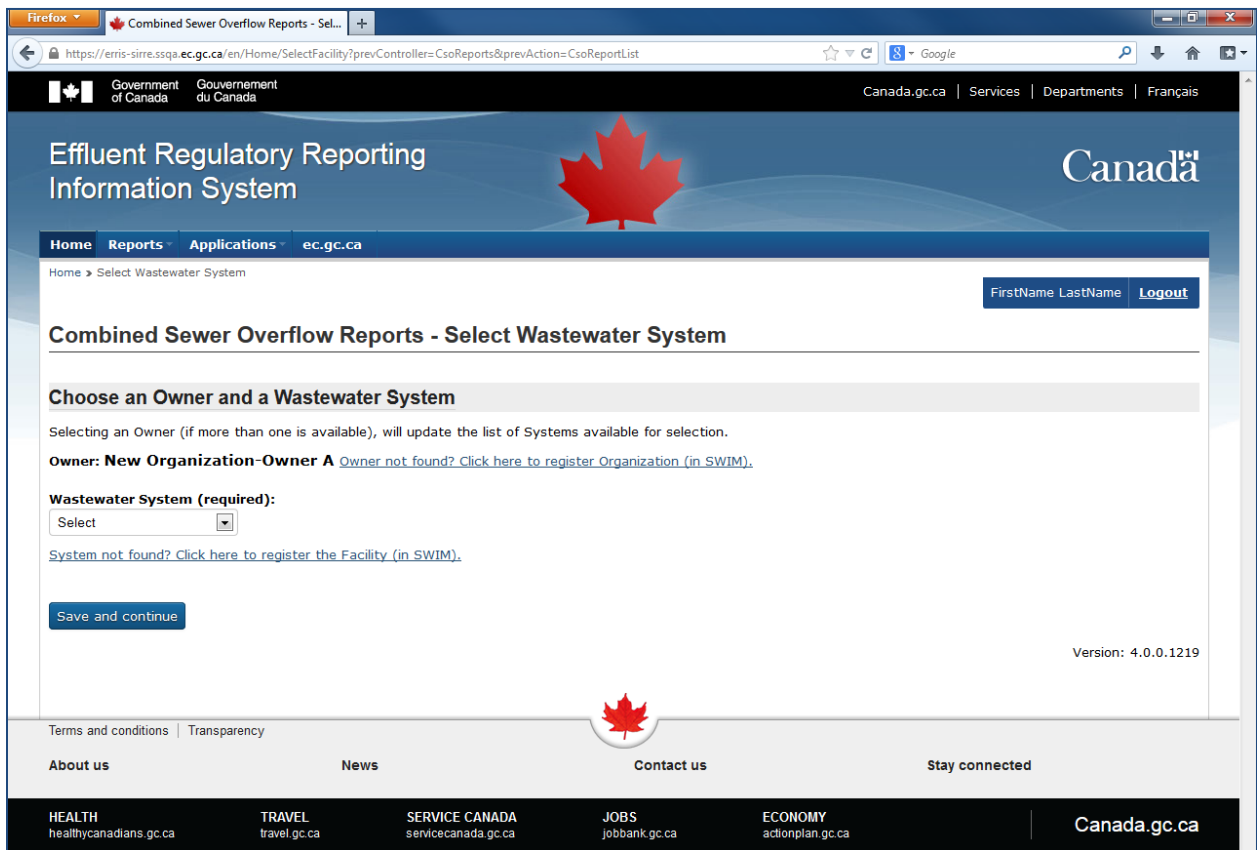 Firefox
Combined Sewer Overflow Reports - Sel...
https://erris-sirre.ssqa.ec.gc.ca/en/Home/SelectFacility?prevController=CsoReports&prevAction=CsoReportList
Google
Government of Canada
Gouvernement du Canada
Canada.gc.ca | Services | Departments | Français
Effluent Regulatory Reporting
Information System
Canada
Home Reports Applications ec.gc.ca
Home > Select Wastewater System
FirstName LastName Logout
Combined Sewer Overflow Reports - Select Wastewater System
Choose an Owner and a Wastewater System
Selecting an Owner (if more than one is available), will update the list of Systems available for selection.
Owner: New Organization-Owner A Owner not found? Click here to register Organization (in SWIM).
Wastewater System (required):
Select
System not found? Click here to register the Facility (in SWIM).
Save and continue
Version: 4.0.0.1219
Terms and conditions | Transparency
About us News Contact us Stay connected
HEALTH TRAVEL SERVICE CANADA JOBS ECONOMY
healthycanadians.gc.ca travel.gc.ca servicecanada.gc.ca jobbank.gc.ca actionplan.gc.ca
Canada.gc.ca